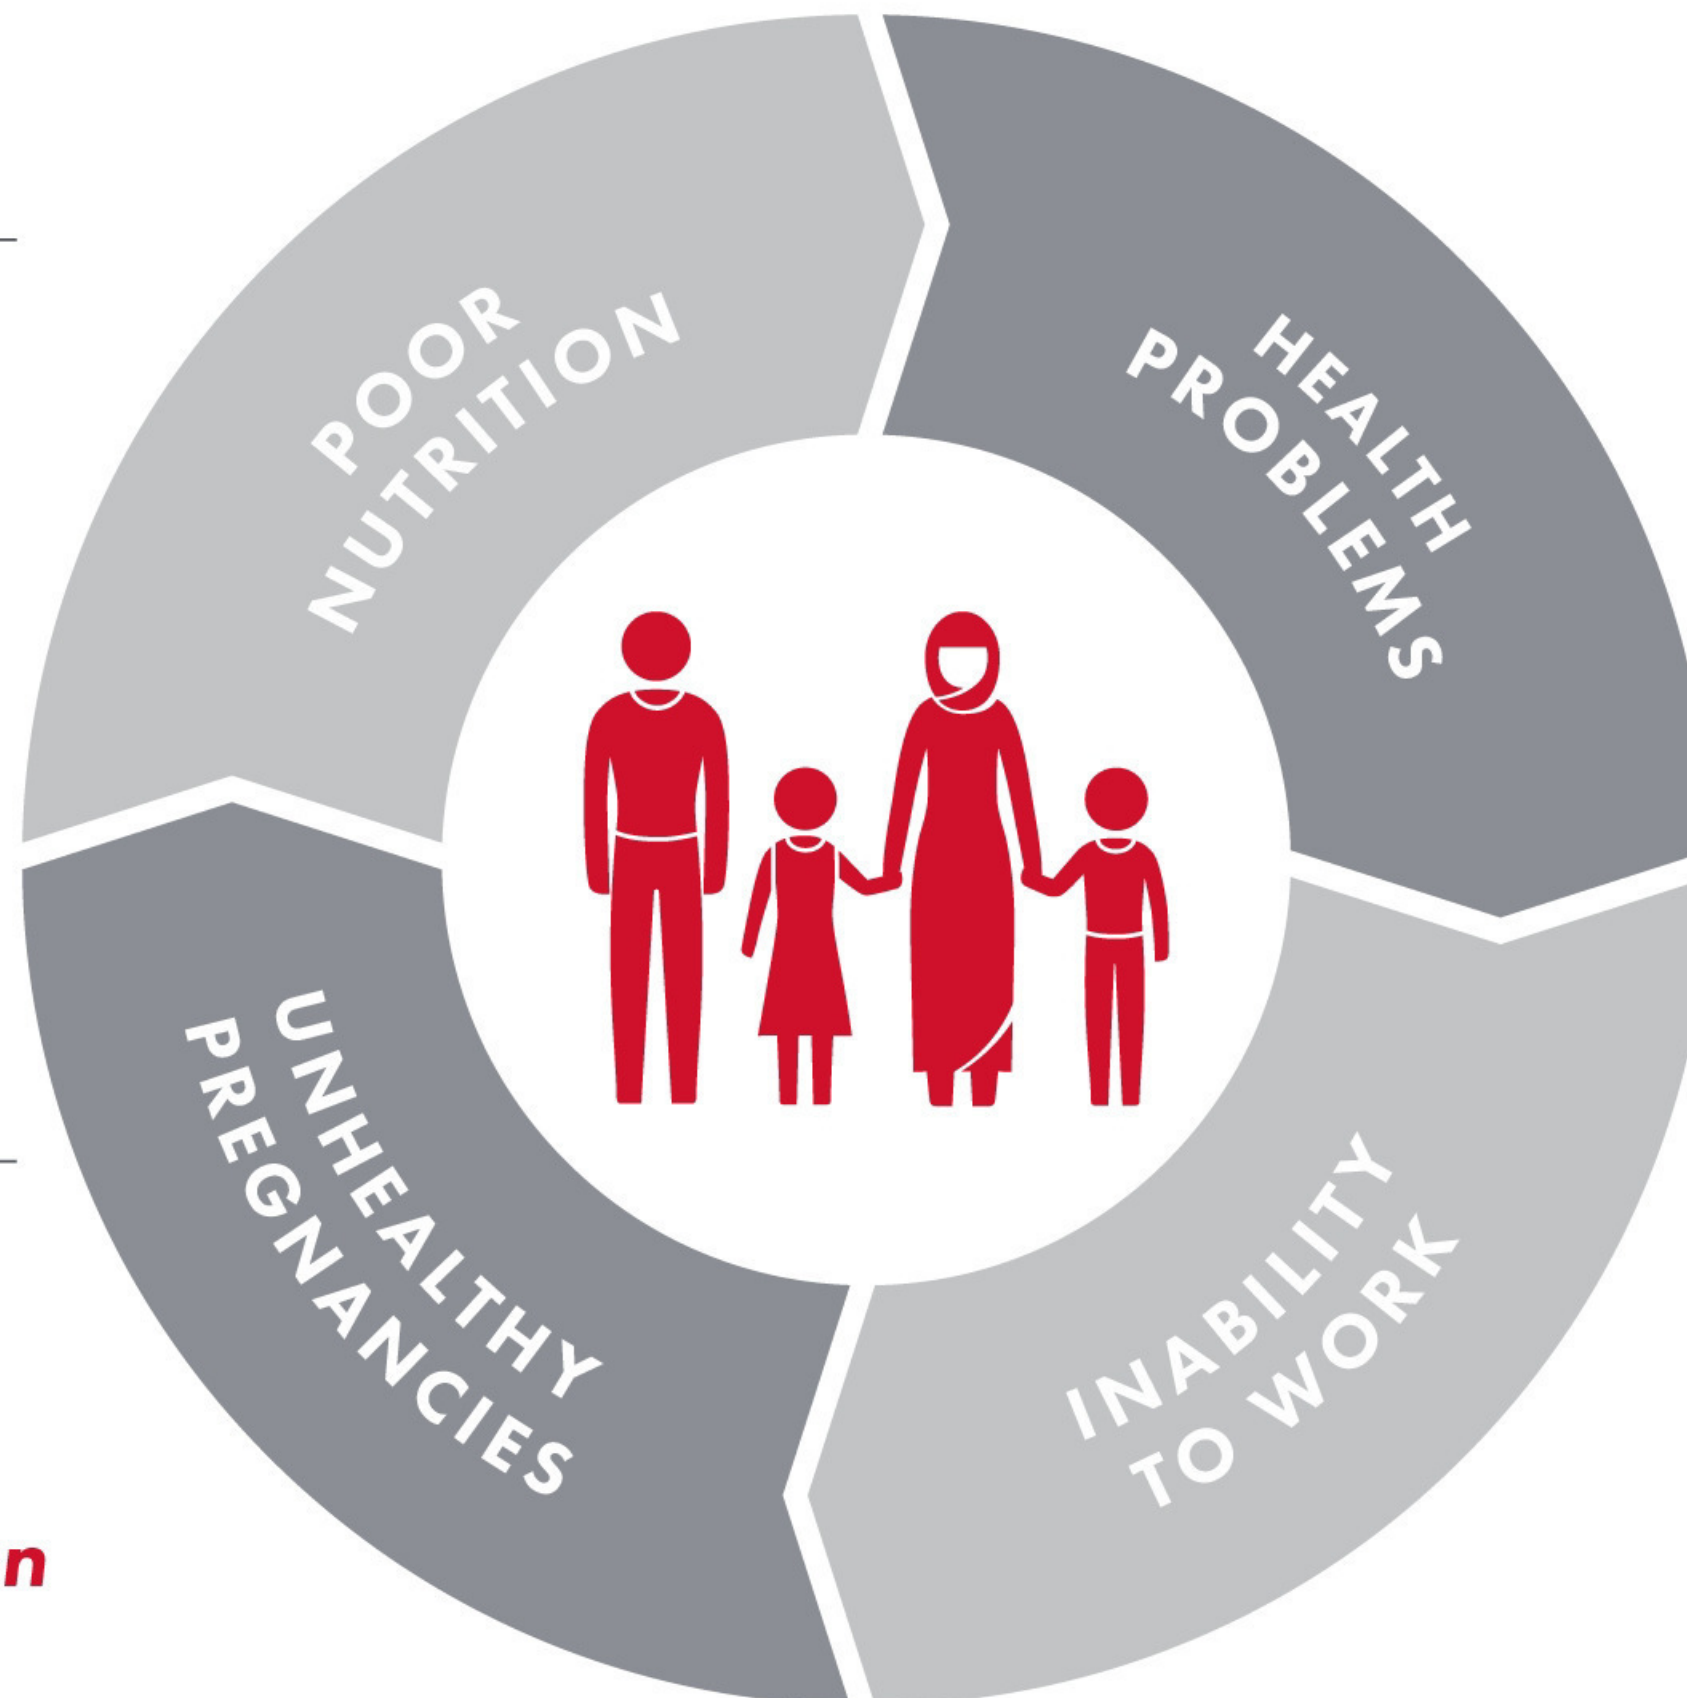 POOR
NUTRITION
HEALTH
PROBLEMS
INABILITY
TO WORK
UNHEALTHY
PREGNANCIES
n